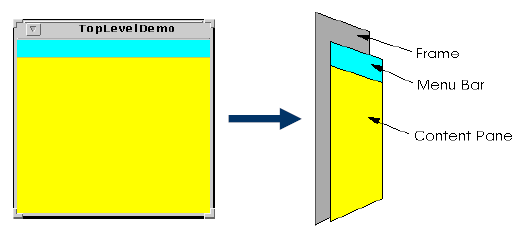 TopLevelDemo
Frame
Menu Bar
Content Pane